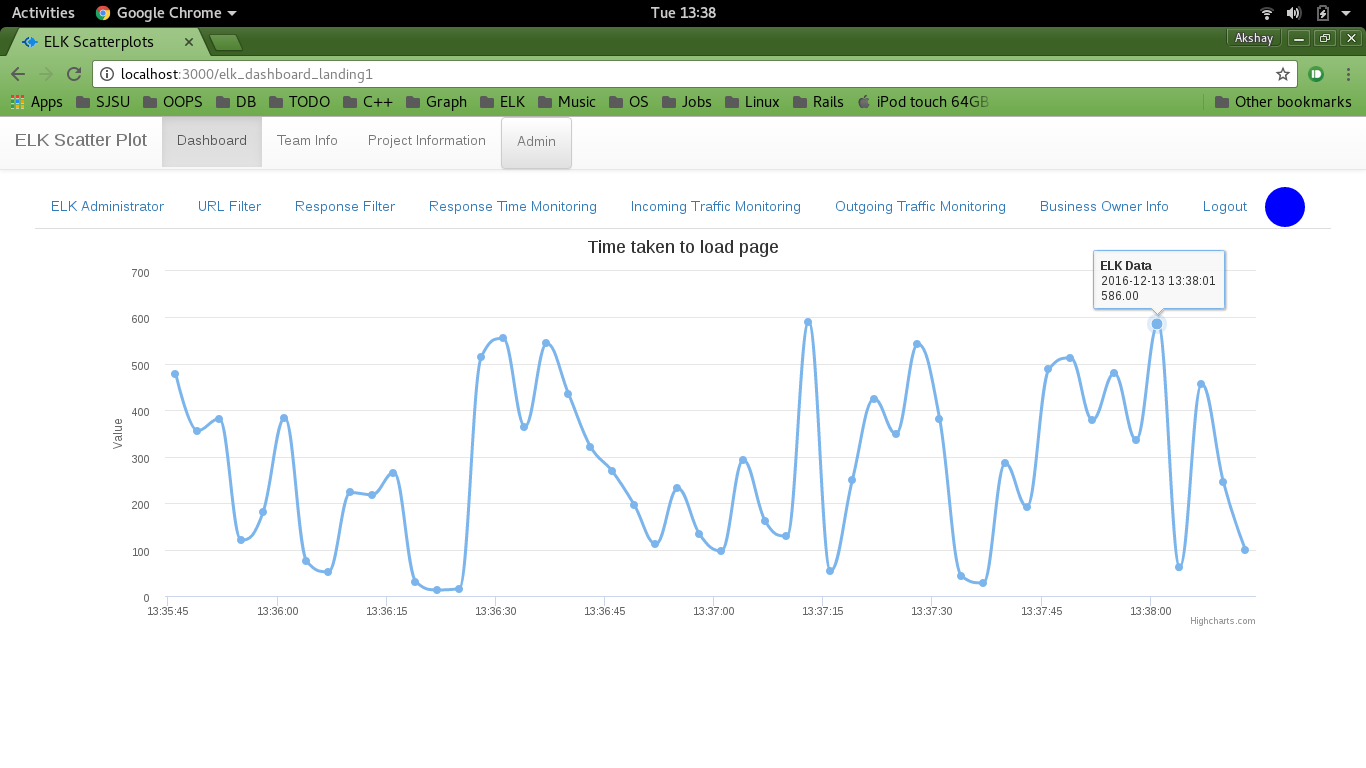 Activities Google Chrome Tue 13:38
ELK Scatterplots Akshay
localhost:3000/elk_dashboard_landing1
Apps SJSU OOPS DB TODO C++ Graph ELK Music OS Jobs Linux Rails iPod touch 64GB Other bookmarks
ELK Scatter Plot Dashboard Team Info Project Information Admin
ELK Administrator URL Filter Response Filter Response Time Monitoring Incoming Traffic Monitoring Outgoing Traffic Monitoring Business Owner Info Logout
Time taken to load page
ELK Data
2016-12-13 13:38:01
586.00
700
600
500
400
300
200
100
0
Value
13:35:45 13:36:00 13:36:15 13:36:30 13:36:45 13:37:00 13:37:15 13:37:30 13:37:45 13:38:00
Highcharts.com